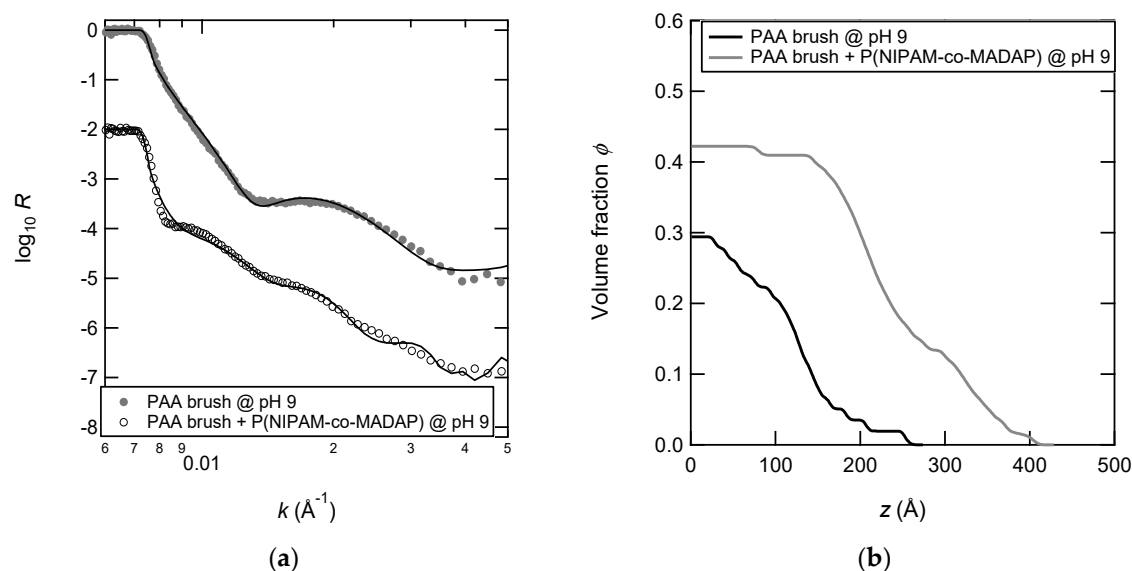 0
-1
-2
-3
-4
-5
-6
-7
-8
log10 R
PAA brush @ pH 9
PAA brush + P(NIPAM-co-MADAP) @ pH 9
6 7 8 9 2 3 4 5
0.01
k (Å⁻¹)
(a)
0.6
0.5
0.4
0.3
0.2
0.1
0.0
Volume fraction ϕ
PAA brush @ pH 9
PAA brush + P(NIPAM-co-MADAP) @ pH 9
0 100 200 300 400 500
z (Å)
(b)